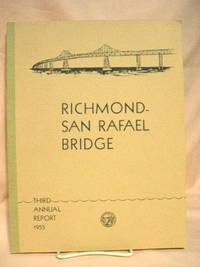 RICHMOND-
SAN RAFAEL
BRIDGE
THIRD
ANNUAL
REPORT
1955